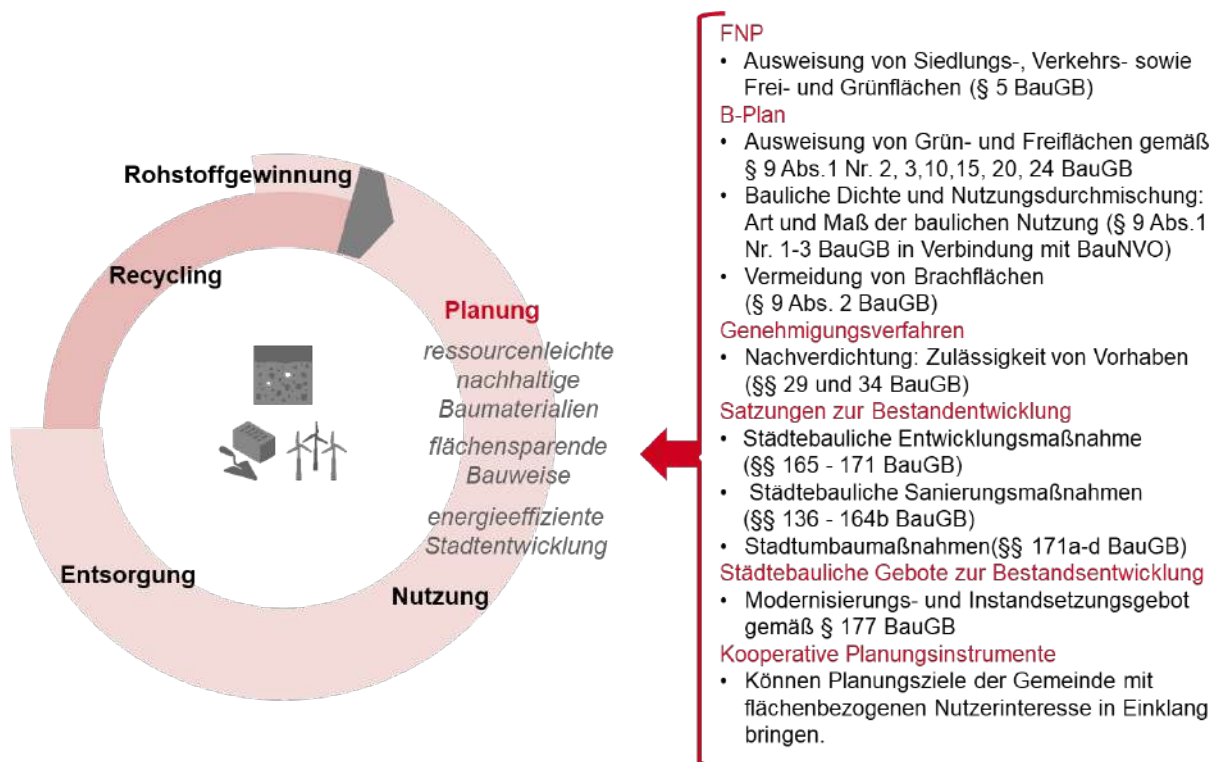 Rohstoffgewinnung
Recycling
Planung
ressourcenleichte
nachhaltige
Baumaterialien
flächensparende
Bauweise
energieeffiziente
Stadtentwicklung
Entsorgung
Nutzung
FNP
• Ausweisung von Siedlungs-, Verkehrs- sowie
Frei- und Grünflächen (§ 5 BauGB)
B-Plan
• Ausweisung von Grün- und Freiflächen gemäß
§ 9 Abs.1 Nr. 2, 3,10,15, 20, 24 BauGB
• Bauliche Dichte und Nutzungsdurchmischung:
Art und Maß der baulichen Nutzung (§ 9 Abs.1
Nr. 1-3 BauGB in Verbindung mit BauNVO)
• Vermeidung von Brachflächen
(§ 9 Abs. 2 BauGB)
Genehmigungsverfahren
• Nachverdichtung: Zulässigkeit von Vorhaben
(§§ 29 und 34 BauGB)
Satzungen zur Bestandentwicklung
• Städtebauliche Entwicklungsmaßnahme
(§§ 165 - 171 BauGB)
• Städtebauliche Sanierungsmaßnahmen
(§§ 136 - 164b BauGB)
• Stadtumbaumaßnahmen(§§ 171a-d BauGB)
Städtebauliche Gebote zur Bestandsentwicklung
• Modernisierungs- und Instandsetzungsgebot
gemäß § 177 BauGB
Kooperative Planungsinstrumente
• Können Planungsziele der Gemeinde mit
flächenbezogenen Nutzerinteresse in Einklang
bringen.